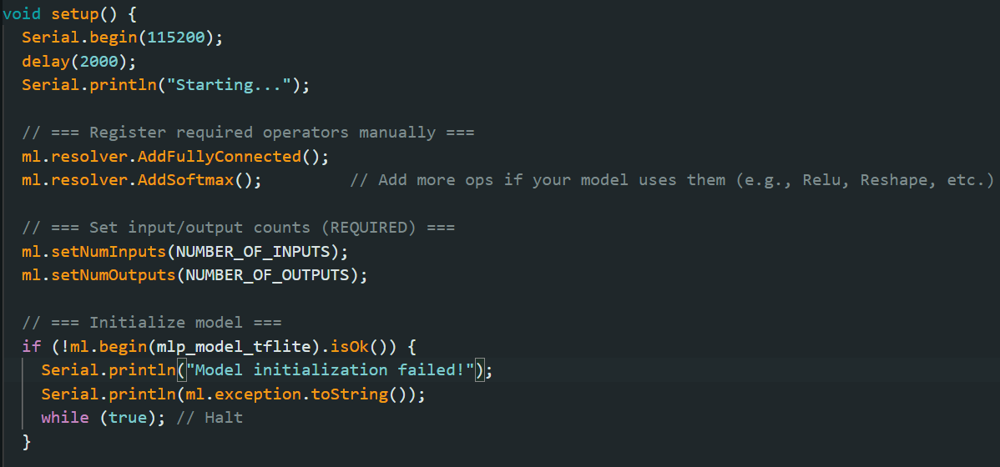 void setup() {
  Serial.begin(115200);
  delay(2000);
  Serial.println("Starting...");
  // === Register required operators manually ===
  ml.resolver.AddFullyConnected();
  ml.resolver.AddSoftmax();         // Add more ops if your model uses them (e.g., Relu, Reshape, etc.)
  // === Set input/output counts (REQUIRED) ===
  ml.setNumInputs(NUMBER_OF_INPUTS);
  ml.setNumOutputs(NUMBER_OF_OUTPUTS);
  // === Initialize model ===
  if (!ml.begin(mlp_model_tflite).isOk()) {
    Serial.println("Model initialization failed!");
    Serial.println(ml.exception.toString());
    while (true); // Halt
  }